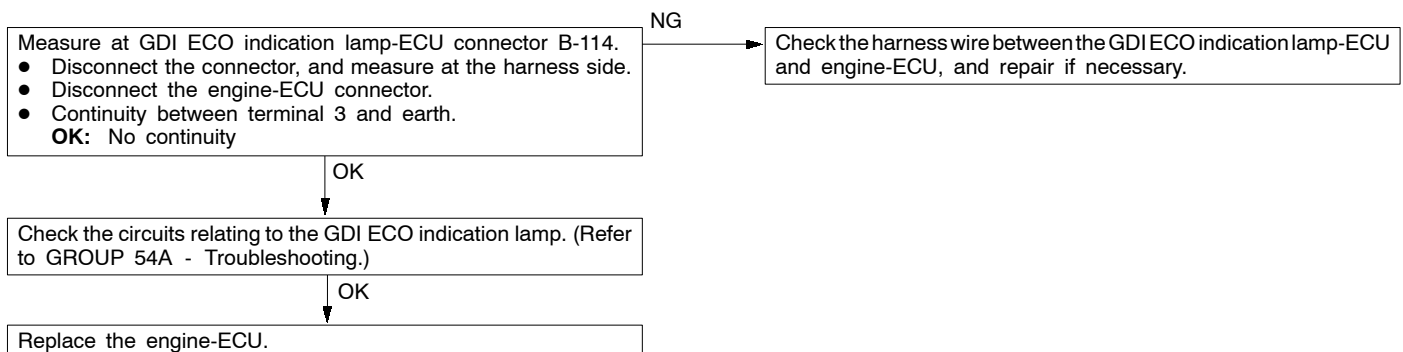 NG
Measure at GDI ECO indication lamp-ECU connector B-114.
● Disconnect the connector, and measure at the harness side.
● Disconnect the engine-ECU connector.
● Continuity between terminal 3 and earth.
OK: No continuity
Check the harness wire between the GDI ECO indication lamp-ECU
and engine-ECU, and repair if necessary.
OK
Check the circuits relating to the GDI ECO indication lamp. (Refer
to GROUP 54A - Troubleshooting.)
OK
Replace the engine-ECU.